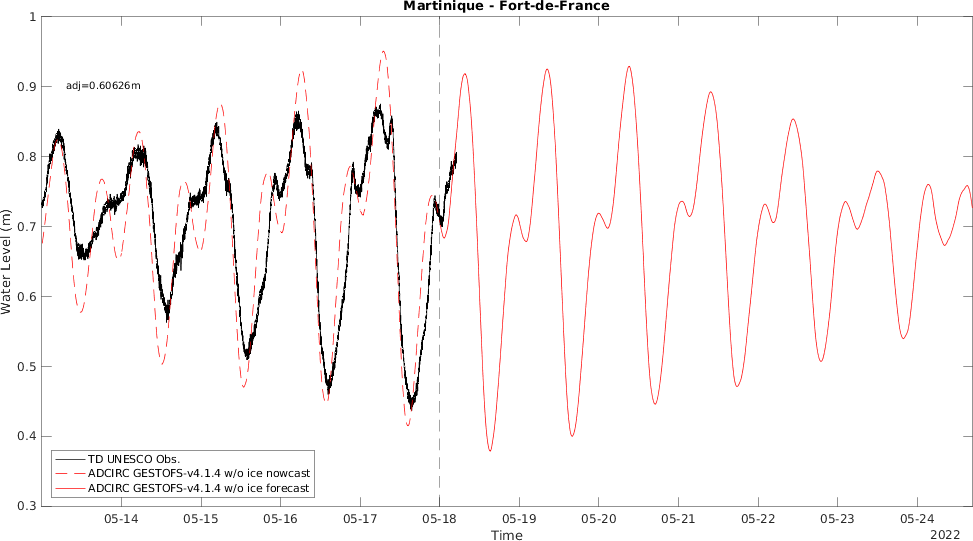 Martinique - Fort-de-France
1
0.9
0.8
0.7
0.6
0.5
0.4
0.3
Water Level (m)
adj=0.60626m
TD UNESCO Obs.
ADCIRC GESTOFS-v4.1.4 w/o ice nowcast
ADCIRC GESTOFS-v4.1.4 w/o ice forecast
05-14 05-15 05-16 05-17 05-18 05-19 05-20 05-21 05-22 05-23 05-24
Time
2022